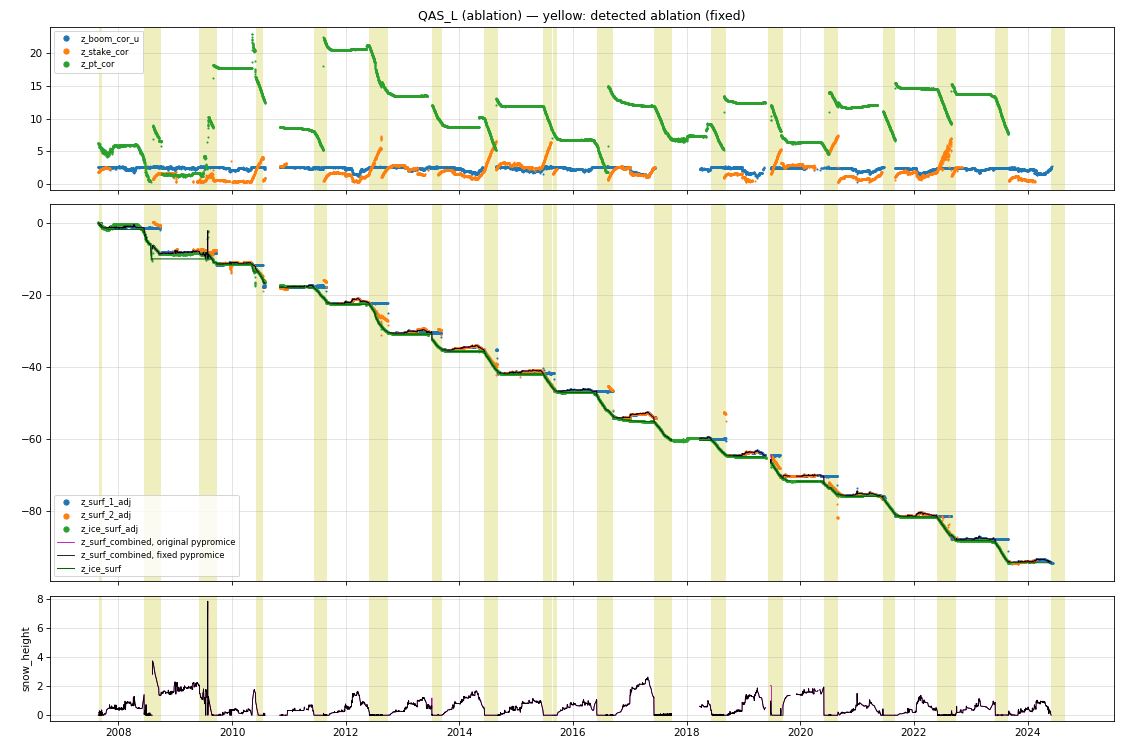 QAS_L (ablation) — yellow: detected ablation (fixed)
z_boom_cor_u
z_stake_cor
z_pt_cor
20
15
10
5
0
0
−20
−40
−60
−80
z_surf_1_adj
z_surf_2_adj
z_ice_surf_adj
z_surf_combined, original pypromice
z_surf_combined, fixed pypromice
z_ice_surf
snow_height
8
6
4
2
0
2008 2010 2012 2014 2016 2018 2020 2022 2024